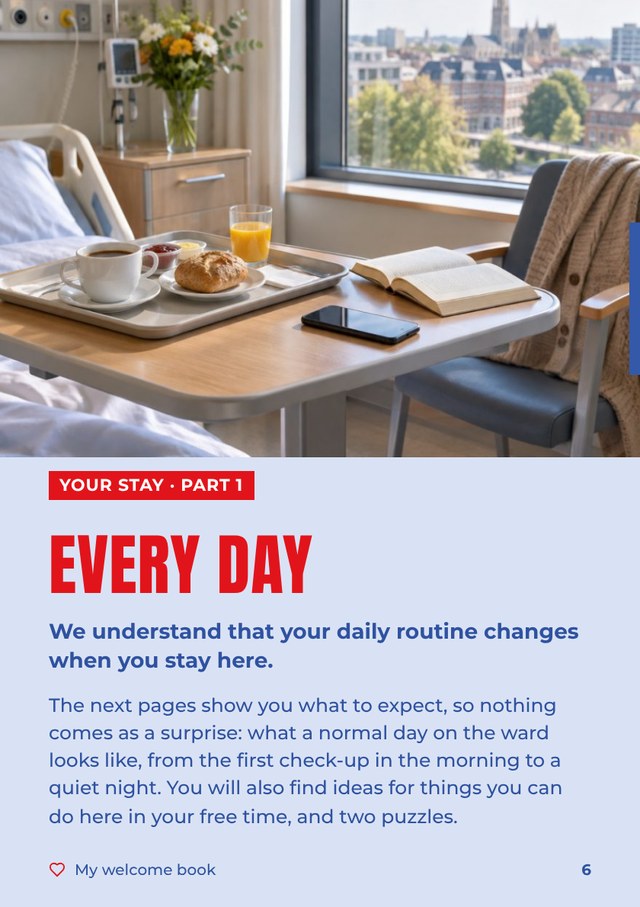 YOUR STAY · PART 1
EVERY DAY
We understand that your daily routine changes
when you stay here.
The next pages show you what to expect, so nothing
comes as a surprise: what a normal day on the ward
looks like, from the first check-up in the morning to a
quiet night. You will also find ideas for things you can
do here in your free time, and two puzzles.
My welcome book
6